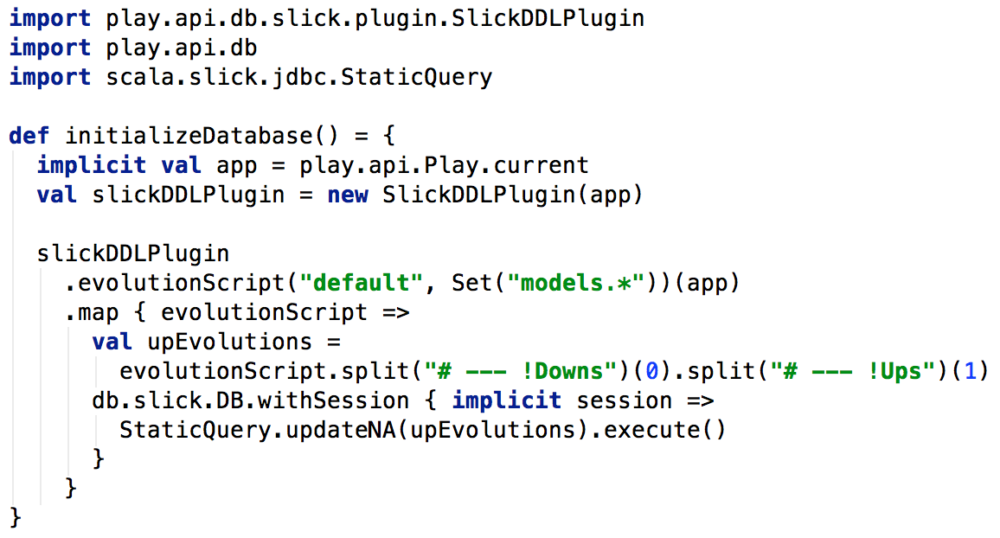 import play.api.db.slick.plugin.SlickDDLPlugin
import play.api.db
import scala.slick.jdbc.StaticQuery

def initializeDatabase() = {
  implicit val app = play.api.Play.current
  val slickDDLPlugin = new SlickDDLPlugin(app)

  slickDDLPlugin
    .evolutionScript("default", Set("models.*"))(app)
    .map { evolutionScript =>
      val upEvolutions =
        evolutionScript.split("# --- !Downs")(0).split("# --- !Ups")(1)
      db.slick.DB.withSession { implicit session =>
        StaticQuery.updateNA(upEvolutions).execute()
      }
    }
}